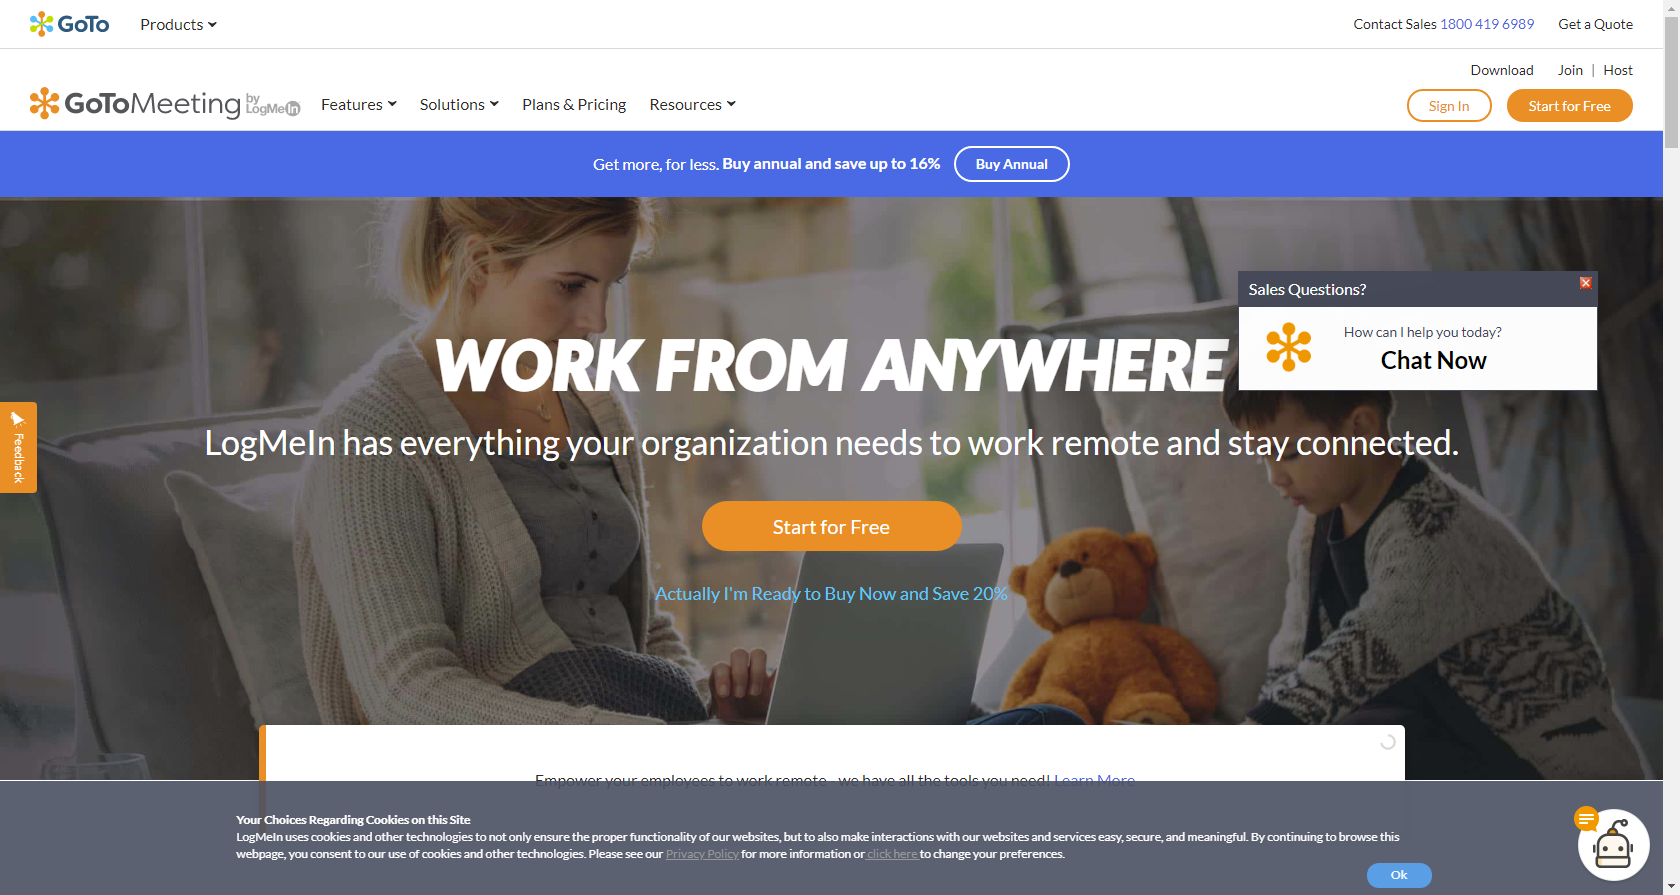 GoTo
Products
Contact Sales 1800 419 6989
Get a Quote
Download
Join | Host
GoToMeeting by LogMeIn
Features
Solutions
Plans & Pricing
Resources
Sign In
Start for Free
Get more, for less. Buy annual and save up to 16%
Buy Annual
Sales Questions?
How can I help you today?
Chat Now
WORK FROM ANYWHERE
Feedback
LogMeIn has everything your organization needs to work remote and stay connected.
Start for Free
Actually I'm Ready to Buy Now and Save 20%
Empower your employees to work remote - we have all the tools you need! Learn More
Your Choices Regarding Cookies on this Site
LogMeIn uses cookies and other technologies to not only ensure the proper functionality of our websites, but to also make interactions with our websites and services easy, secure, and meaningful. By continuing to browse this
webpage, you consent to our use of cookies and other technologies. Please see our Privacy Policy for more information or click here to change your preferences.
Ok